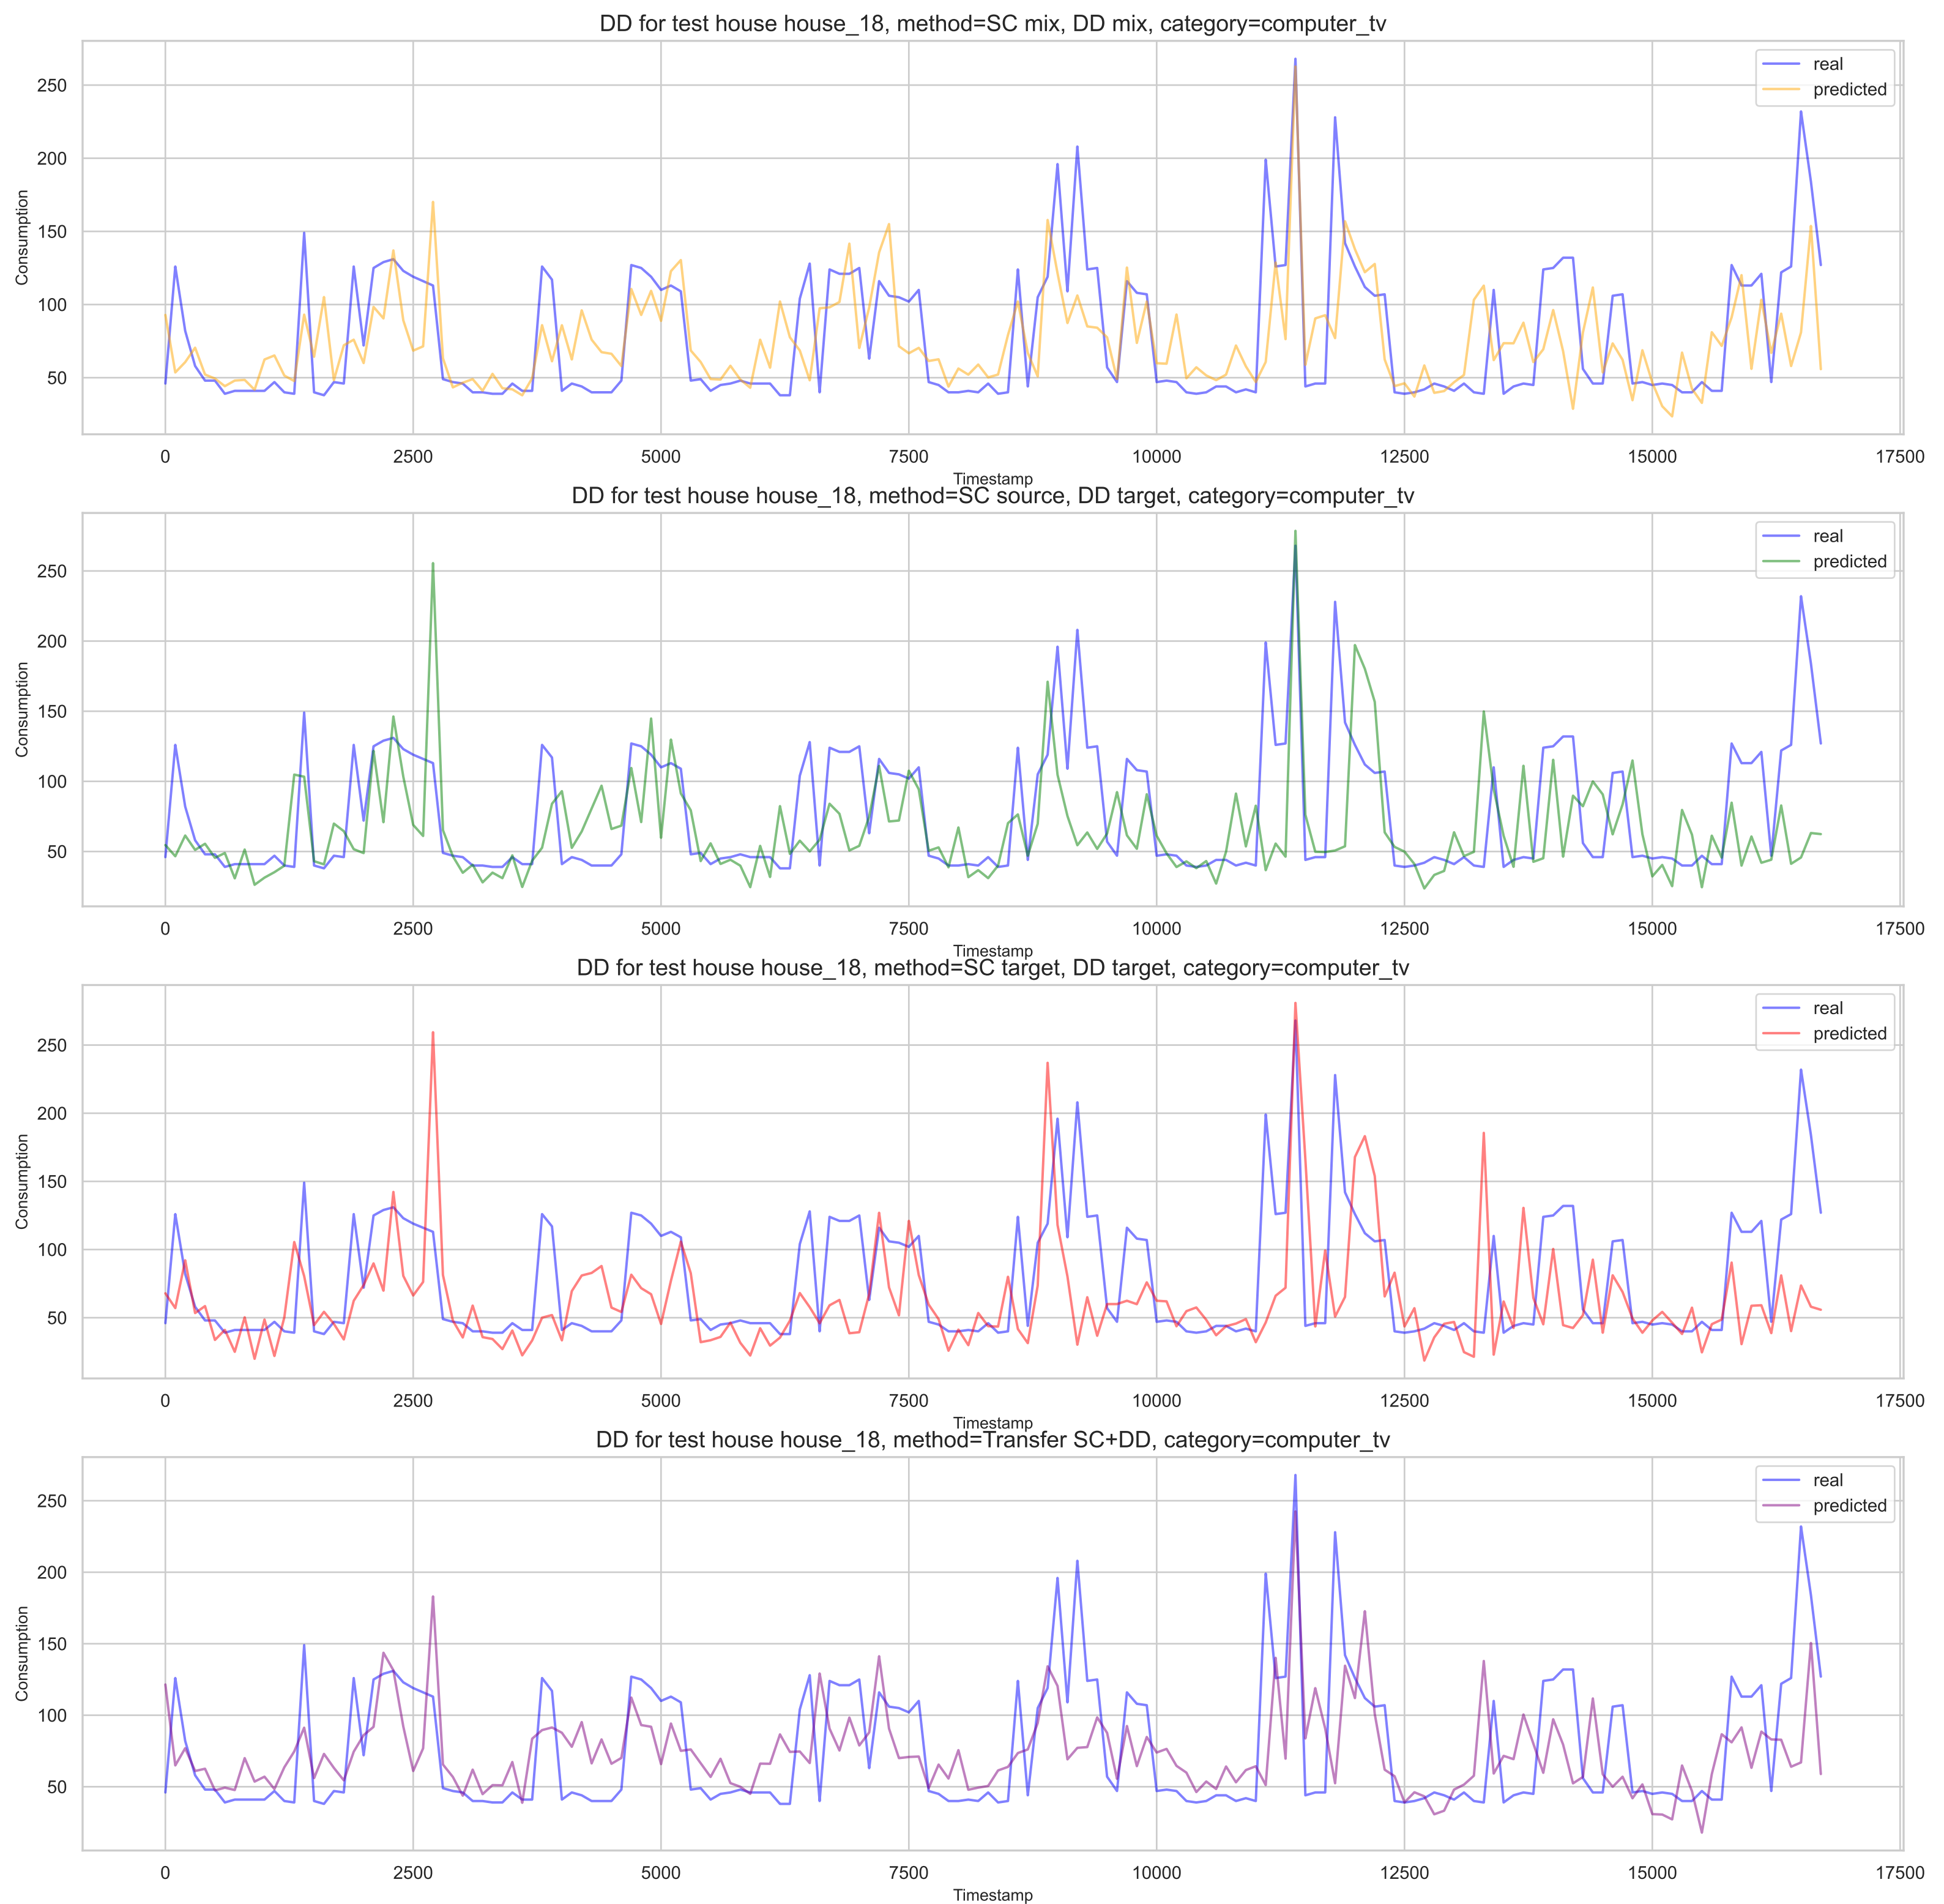 DD for test house house_18, method=SC mix, DD mix, category=computer_tv
real
predicted
Consumption
250
200
150
100
50
0 2500 5000 7500 10000 12500 15000 17500
Timestamp
DD for test house house_18, method=SC source, DD target, category=computer_tv
real
predicted
Consumption
250
200
150
100
50
0 2500 5000 7500 10000 12500 15000 17500
Timestamp
DD for test house house_18, method=SC target, DD target, category=computer_tv
real
predicted
Consumption
250
200
150
100
50
0 2500 5000 7500 10000 12500 15000 17500
Timestamp
DD for test house house_18, method=Transfer SC+DD, category=computer_tv
real
predicted
Consumption
250
200
150
100
50
0 2500 5000 7500 10000 12500 15000 17500
Timestamp